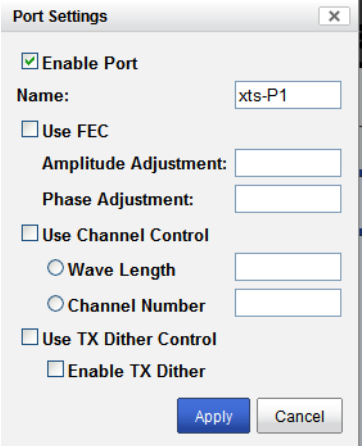 Port Settings
Enable Port
Name: xts-P1
Use FEC
Amplitude Adjustment:
Phase Adjustment:
Use Channel Control
Wave Length
Channel Number
Use TX Dither Control
Enable TX Dither
Apply Cancel